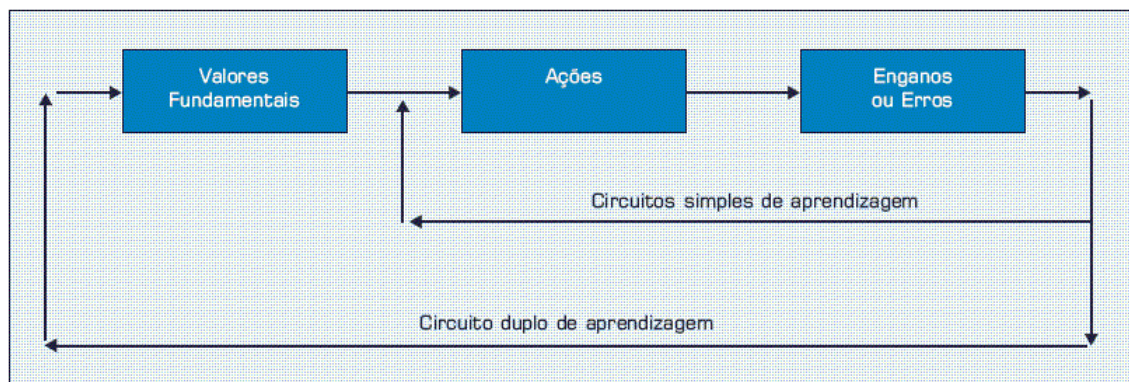 Valores
Fundamentais
Ações
Enganos
ou Erros
Circuitos simples de aprendizagem
Circuito duplo de aprendizagem